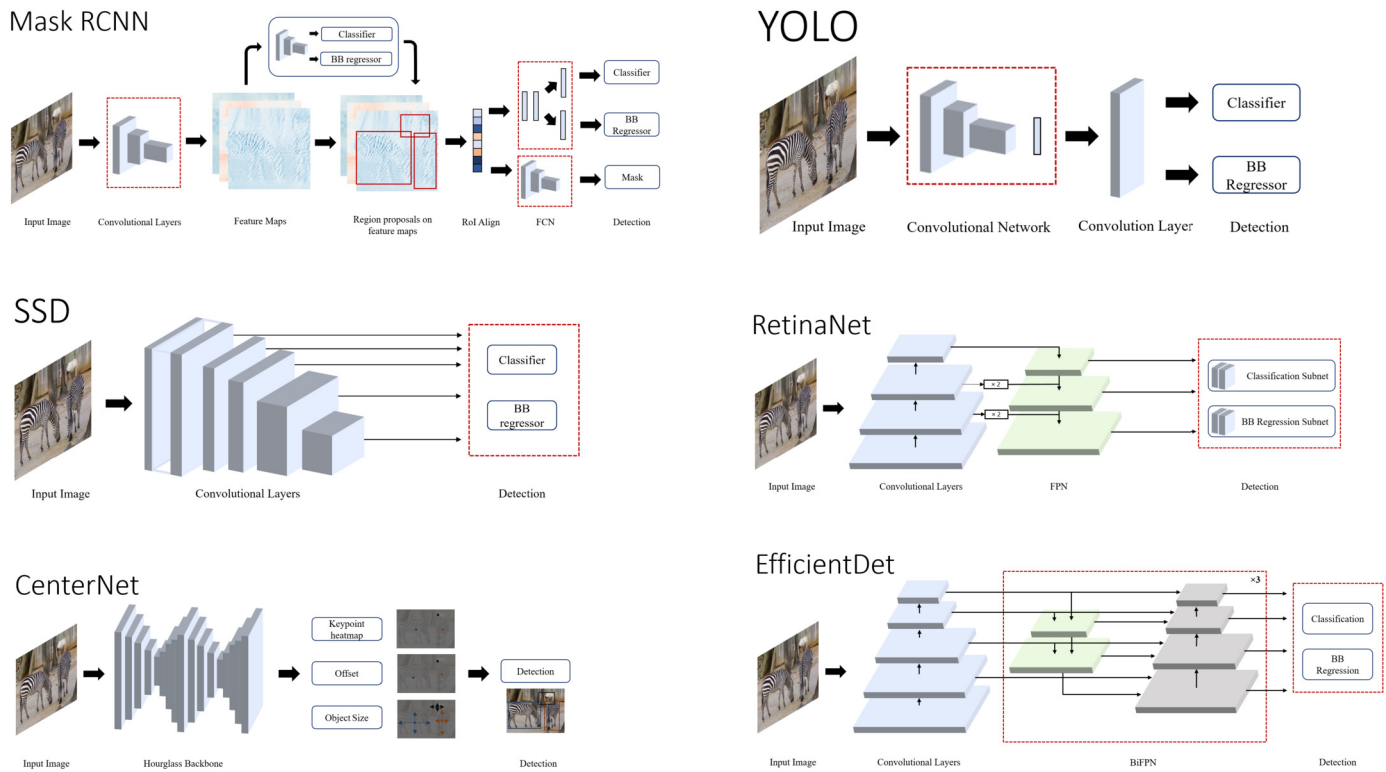 Mask RCNN
Classifier
BB regressor
Classifier
BB
Regressor
Mask
Input Image
Convolutional Layers
Feature Maps
Region proposals on
feature maps
RoI Align
FCN
Detection
YOLO
Classifier
BB
Regressor
Input Image
Convolutional Network
Convolution Layer
Detection
SSD
Classifier
BB
regressor
Input Image
Convolutional Layers
Detection
RetinaNet
×2
×2
Classification Subnet
BB Regression Subnet
Input Image
Convolutional Layers
FPN
Detection
CenterNet
Keypoint
heatmap
Offset
Object Size
Detection
Input Image
Hourglass Backbone
Detection
EfficientDet
×3
Classification
BB
Regression
Input Image
Convolutional Layers
BiFPN
Detection